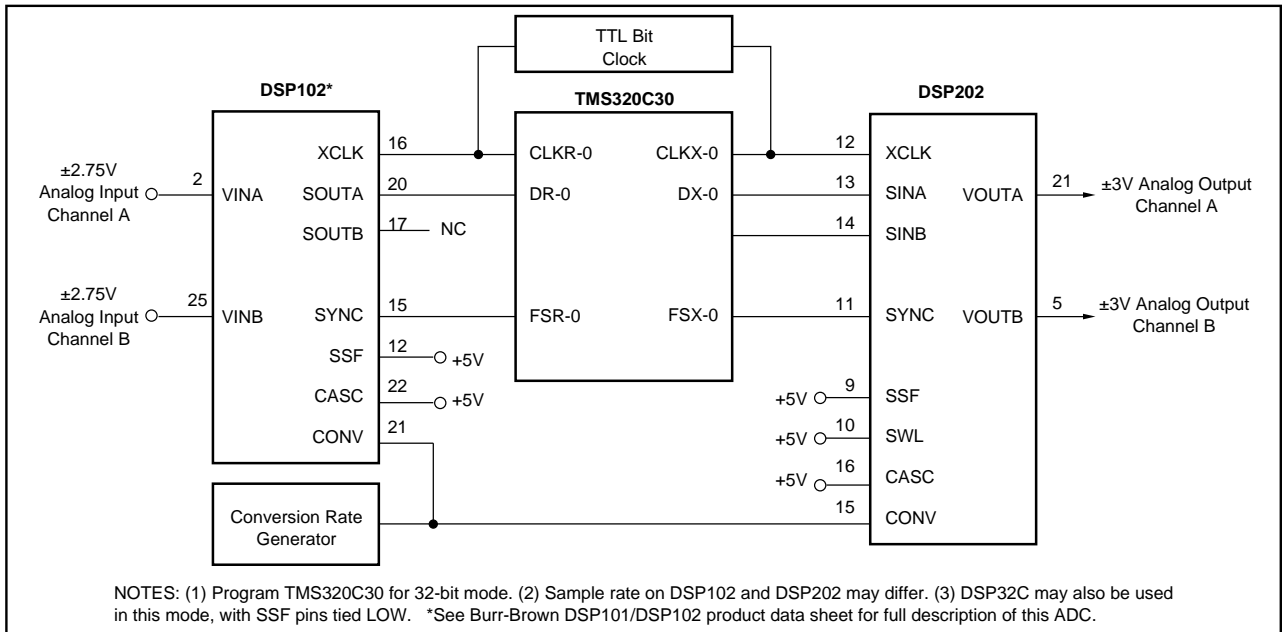 TTL Bit
Clock
DSP102*
TMS320C30
DSP202
±2.75V
Analog Input
Channel A
2
VINA
XCLK
16
CLKR-0
CLKX-0
12
XCLK
SOUTA
20
DR-0
DX-0
13
SINA
VOUTA
21
±3V Analog Output
Channel A
SOUTB
17
NC
14
SINB
±2.75V
Analog Input
Channel B
25
VINB
SYNC
15
FSR-0
FSX-0
11
SYNC
VOUTB
5
±3V Analog Output
Channel B
SSF
12
+5V
CASC
22
+5V
CONV
21
+5V
9
SSF
+5V
10
SWL
+5V
16
CASC
15
CONV
Conversion Rate
Generator
NOTES: (1) Program TMS320C30 for 32-bit mode. (2) Sample rate on DSP102 and DSP202 may differ. (3) DSP32C may also be used
in this mode, with SSF pins tied LOW. *See Burr-Brown DSP101/DSP102 product data sheet for full description of this ADC.